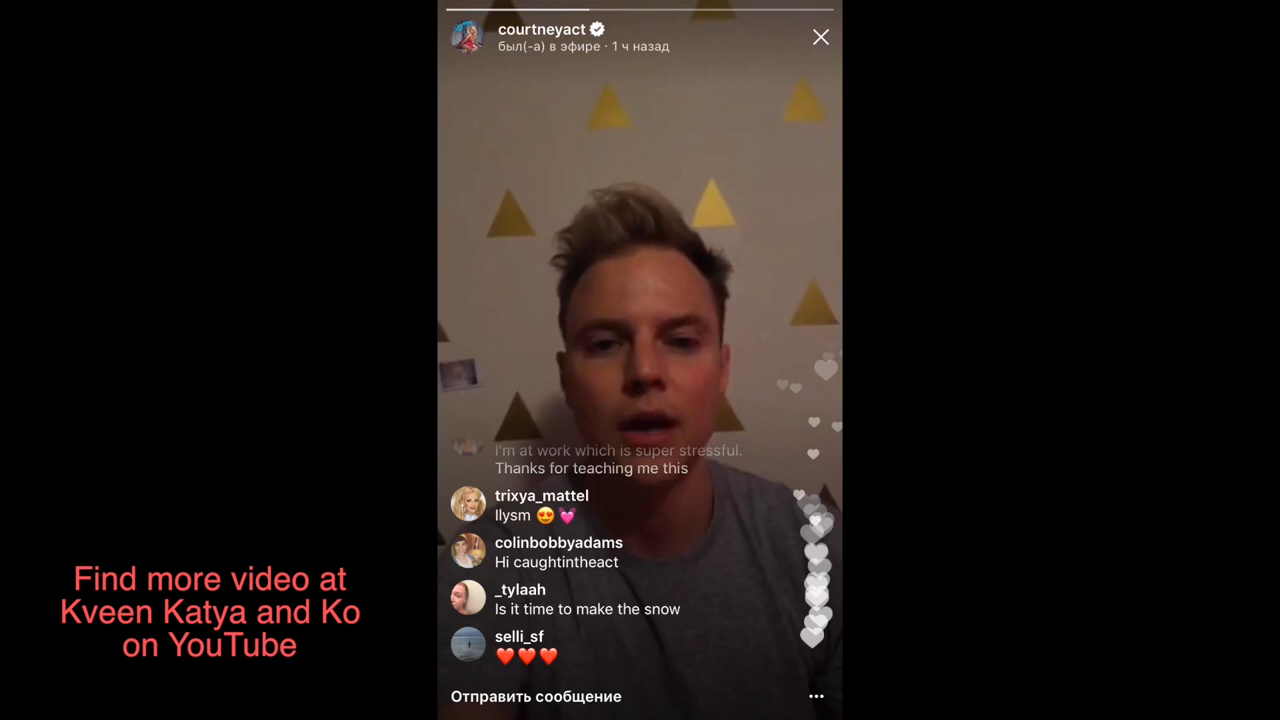 courtneyact
был(-а) в эфире · 1 ч назад
I'm at work which is super stressful.
Thanks for teaching me this
trixya_mattel
Ilysm 😍 💓
colinbobbyadams
Hi caughtintheact
_tylaah
Is it time to make the snow
selli_sf
❤️❤️❤️
Отправить сообщение
Find more video at
Kveen Katya and Ko
on YouTube